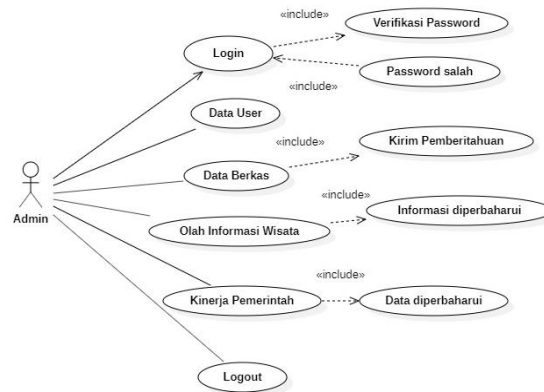 «include»
Verifikasi Password
Login
Password salah
«include»
Data User
«include»
Kirim Pemberitahuan
Data Berkas
Admin
«include»
Informasi diperbaharui
Olah Informasi Wisata
«include»
Kinerja Pemerintah
Data diperbaharui
Logout